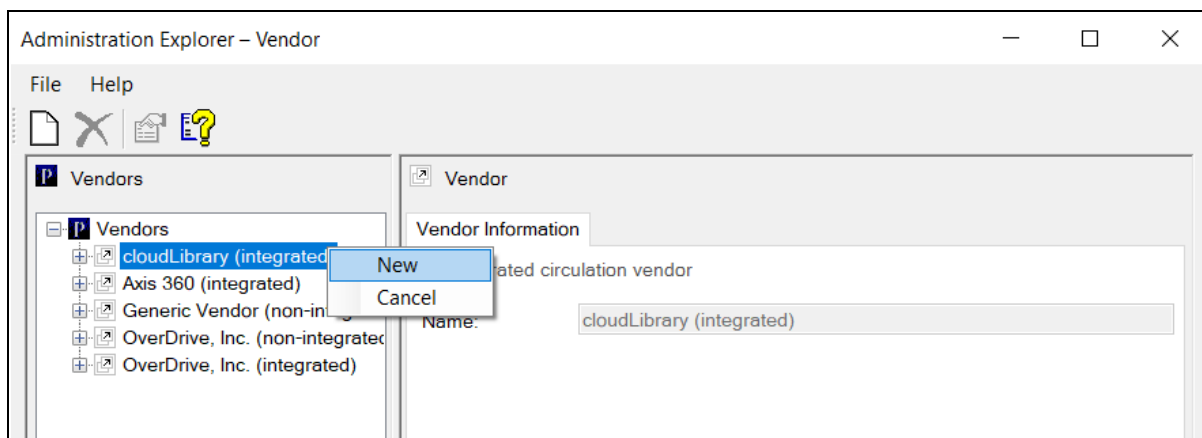 Administration Explorer – Vendor
File Help
Vendors
Vendors
cloudLibrary (integrated
Axis 360 (integrated)
Generic Vendor (non-in
OverDrive, Inc. (non-integrated
OverDrive, Inc. (integrated)
New
Cancel
Vendor
Vendor Information
rated circulation vendor
Name: cloudLibrary (integrated)